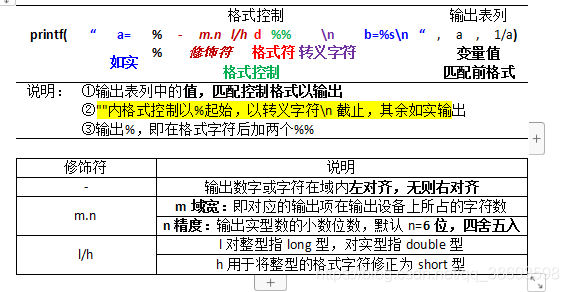 格式控制 输出表列
printf( “ a= % - m.n l/h d %% \n b=%s\n “ , a , 1/a)
如实 % 修饰符 格式符 转义字符 变量值
格式控制 匹配前格式
说明： ①输出表列中的值，匹配控制格式以输出
②""内格式控制以%起始，以转义字符\n 截止，其余如实输出
③输出%，即在格式字符后加两个%%
修饰符 说明
- 输出数字或字符在域内左对齐，无则右对齐
m.n m 域宽：即对应的输出项在输出设备上所占的字符数
n 精度：输出实型数的小数位数，默认 n=6 位，四舍五入
l/h l 对整型指 long 型，对实型指 double 型
h 用于将整型的格式字符修正为 short 型